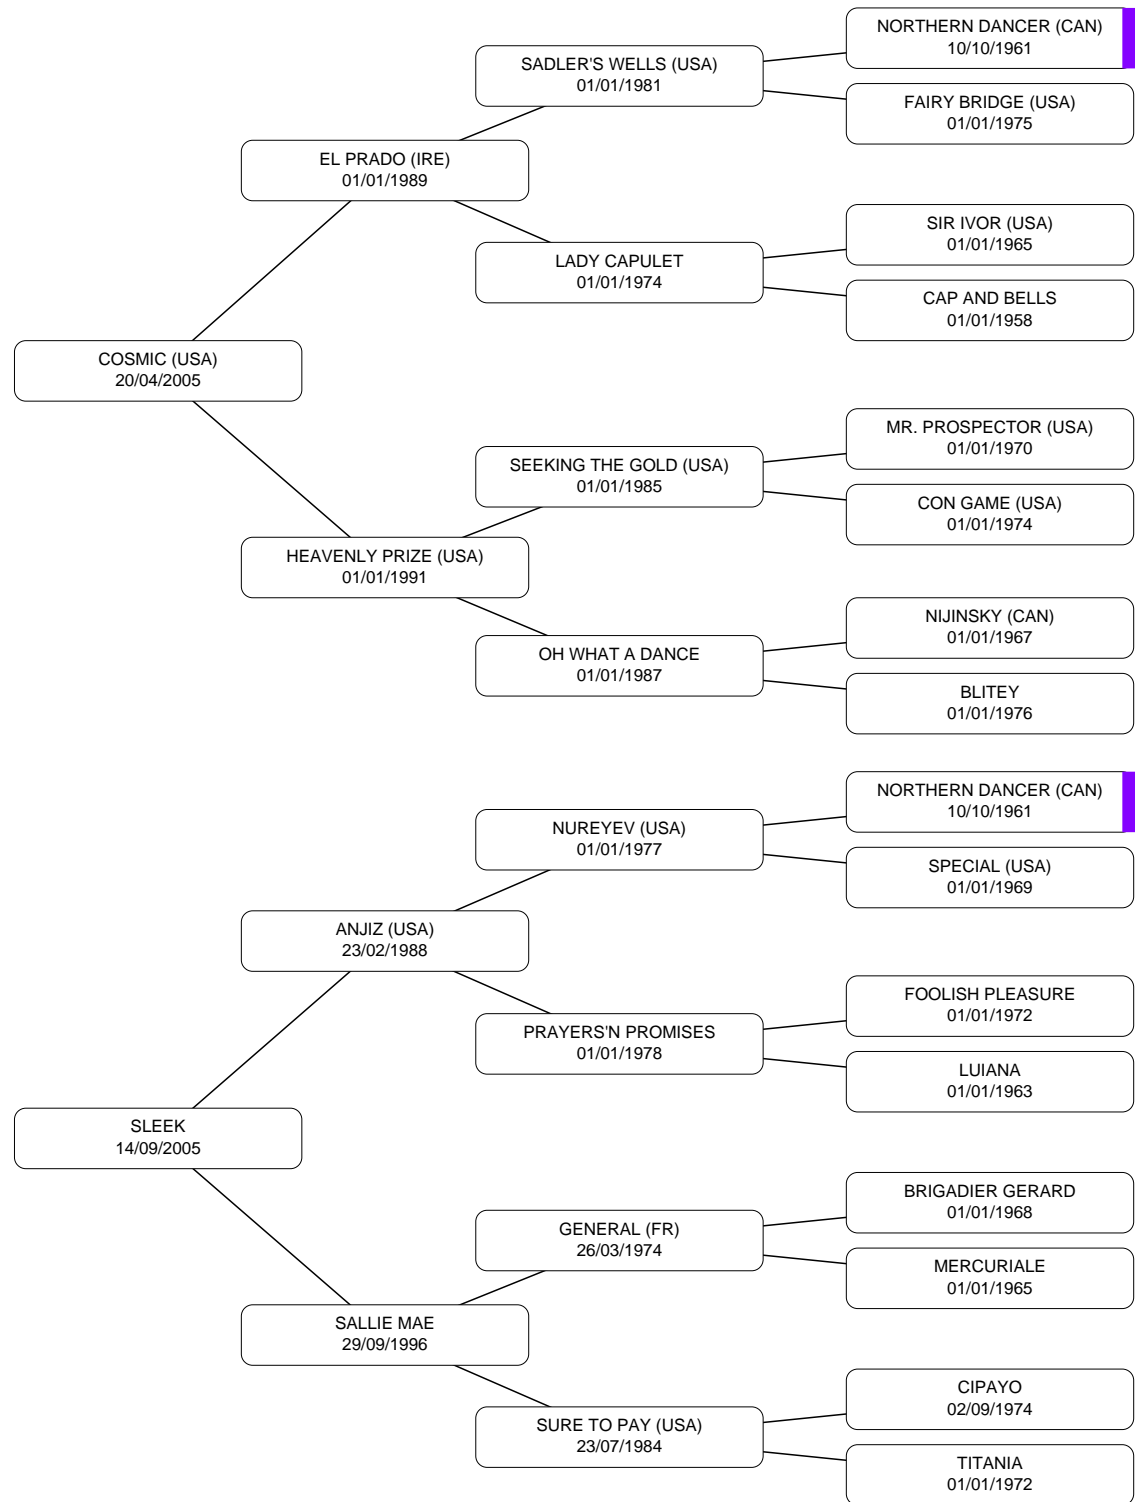 NORTHERN DANCER (CAN)
10/10/1961
SADLER'S WELLS (USA)
01/01/1981
FAIRY BRIDGE (USA)
01/01/1975
EL PRADO (IRE)
01/01/1989
SIR IVOR (USA)
01/01/1965
LADY CAPULET
01/01/1974
CAP AND BELLS
01/01/1958
COSMIC (USA)
20/04/2005
MR. PROSPECTOR (USA)
01/01/1970
SEEKING THE GOLD (USA)
01/01/1985
CON GAME (USA)
01/01/1974
HEAVENLY PRIZE (USA)
01/01/1991
NIJINSKY (CAN)
01/01/1967
OH WHAT A DANCE
01/01/1987
BLITEY
01/01/1976
NORTHERN DANCER (CAN)
10/10/1961
NUREYEV (USA)
01/01/1977
SPECIAL (USA)
01/01/1969
ANJIZ (USA)
23/02/1988
FOOLISH PLEASURE
01/01/1972
PRAYERS'N PROMISES
01/01/1978
LUIANA
01/01/1963
SLEEK
14/09/2005
BRIGADIER GERARD
01/01/1968
GENERAL (FR)
26/03/1974
MERCURIALE
01/01/1965
SALLIE MAE
29/09/1996
CIPAYO
02/09/1974
SURE TO PAY (USA)
23/07/1984
TITANIA
01/01/1972